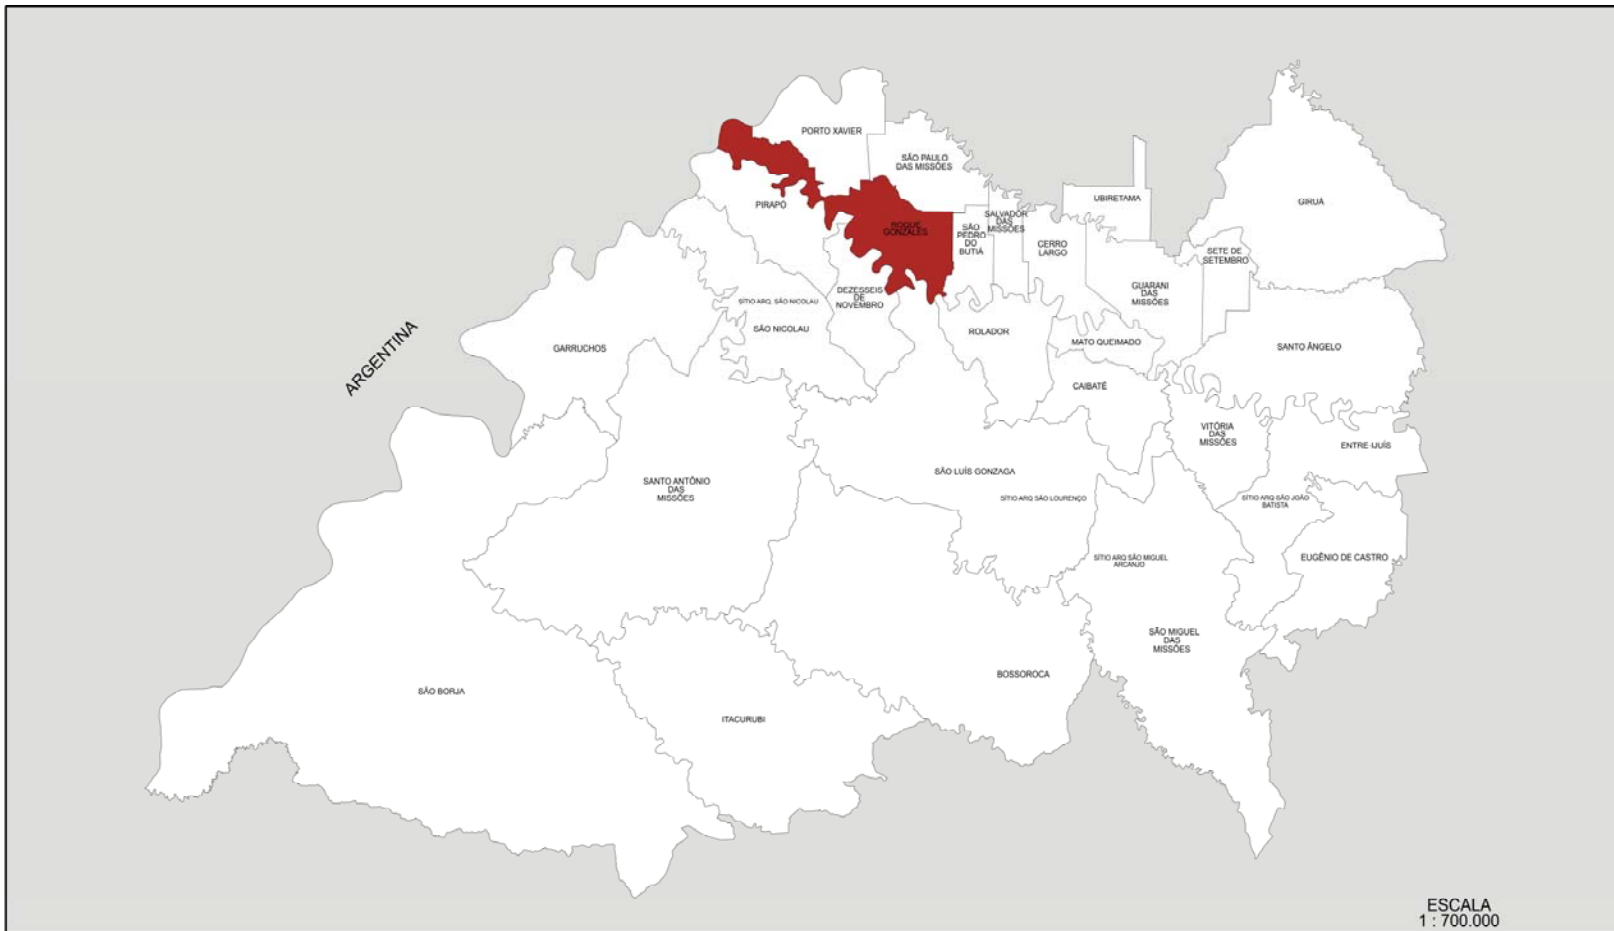 PORTO XAVIER
SÃO PAULO
DAS MISSÕES
GIRUÁ
UBIRETAMA
PIRAPÓ
ROQUE
GONZALES
SÃO
PEDRO
DO
BUTIÁ
SALVADOR
DAS
MISSÕES
CERRO
LARGO
SETE DE
SETEMBRO
GUARANI
DAS
MISSÕES
DEZESSEIS
DE
NOVEMBRO
SÍTIO ARQ. SÃO NICOLAU
SÃO NICOLAU
ROLADOR
MATO QUEIMADO
SANTO ÂNGELO
GARRUCHOS
ARGENTINA
CAIBATÉ
VITÓRIA
DAS
MISSÕES
ENTRE-IJUÍS
SÃO LUÍS GONZAGA
SANTO ANTÔNIO
DAS
MISSÕES
SÍTIO ARQ SÃO LOURENÇO
SÍTIO ARQ SÃO JOÃO
BATISTA
SÍTIO ARQ SÃO MIGUEL
ARCANJO
EUGÊNIO DE CASTRO
SÃO MIGUEL
DAS
MISSÕES
BOSSOROCA
SÃO BORJA
ITACURUBI
ESCALA
1 : 700.000